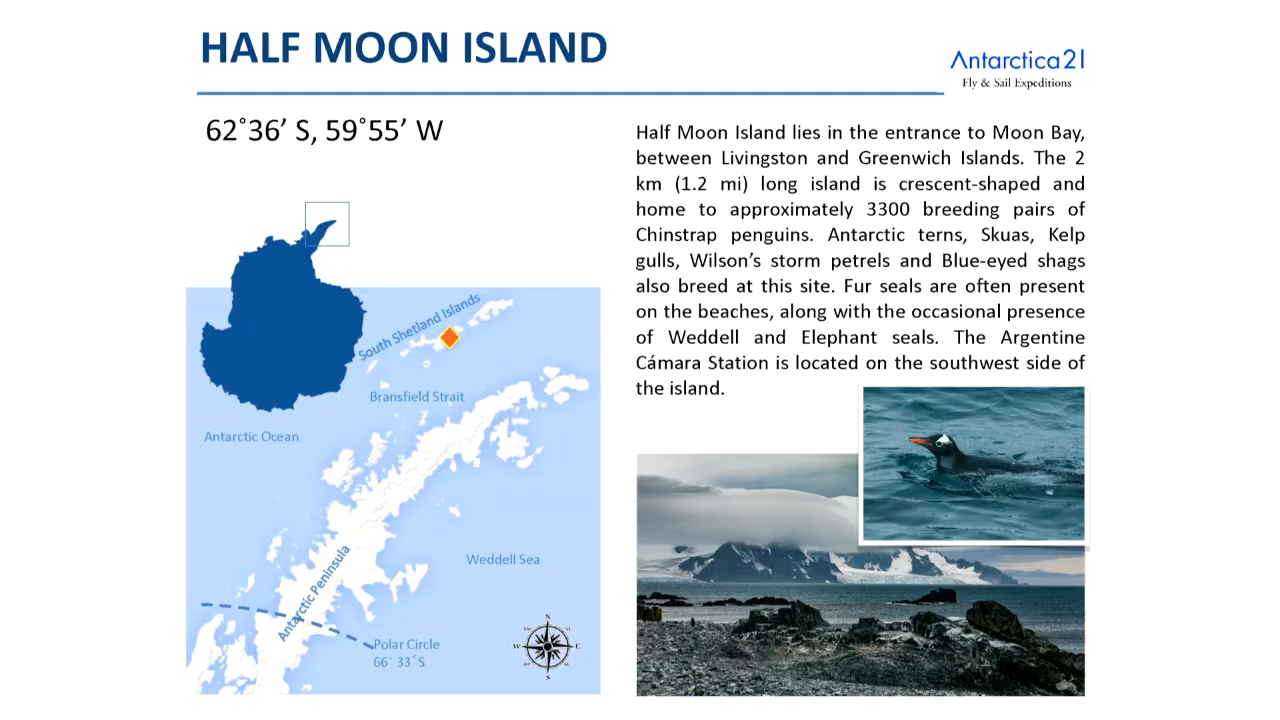 HALF MOON ISLAND
Antarctica21
Fly & Sail Expeditions
62˚36’ S, 59˚55’ W
Half Moon Island lies in the entrance to Moon Bay,
between Livingston and Greenwich Islands. The 2
km (1.2 mi) long island is crescent-shaped and
home to approximately 3300 breeding pairs of
Chinstrap penguins. Antarctic terns, Skuas, Kelp
gulls, Wilson’s storm petrels and Blue-eyed shags
also breed at this site. Fur seals are often present
on the beaches, along with the occasional presence
of Weddell and Elephant seals. The Argentine
Cámara Station is located on the southwest side of
the island.
South Shetland Islands
Bransfield Strait
Antarctic Ocean
Weddell Sea
Antarctic Peninsula
Polar Circle
66˚ 33´S
N
W
E
S